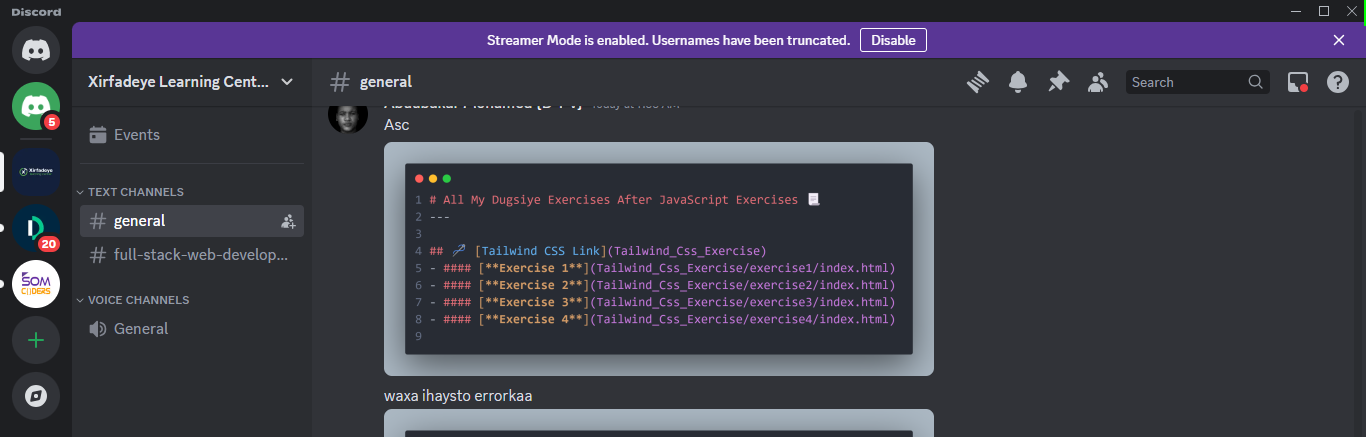 Discord
Streamer Mode is enabled. Usernames have been truncated.
Disable
Xirfadeye Learning Cent...
general
Search
5
Events
Xirfadeye
TEXT CHANNELS
general
full-stack-web-develop...
20
SOM
CODERS
VOICE CHANNELS
General
Asc
1 # All My Dugsiye Exercises After JavaScript Exercises 📃
2 ---
3
4 ## 🔗 [Tailwind CSS Link](Tailwind_Css_Exercise)
5 - #### [**Exercise 1**](Tailwind_Css_Exercise/exercise1/index.html)
6 - #### [**Exercise 2**](Tailwind_Css_Exercise/exercise2/index.html)
7 - #### [**Exercise 3**](Tailwind_Css_Exercise/exercise3/index.html)
8 - #### [**Exercise 4**](Tailwind_Css_Exercise/exercise4/index.html)
9
waxa ihaysto errorkaa